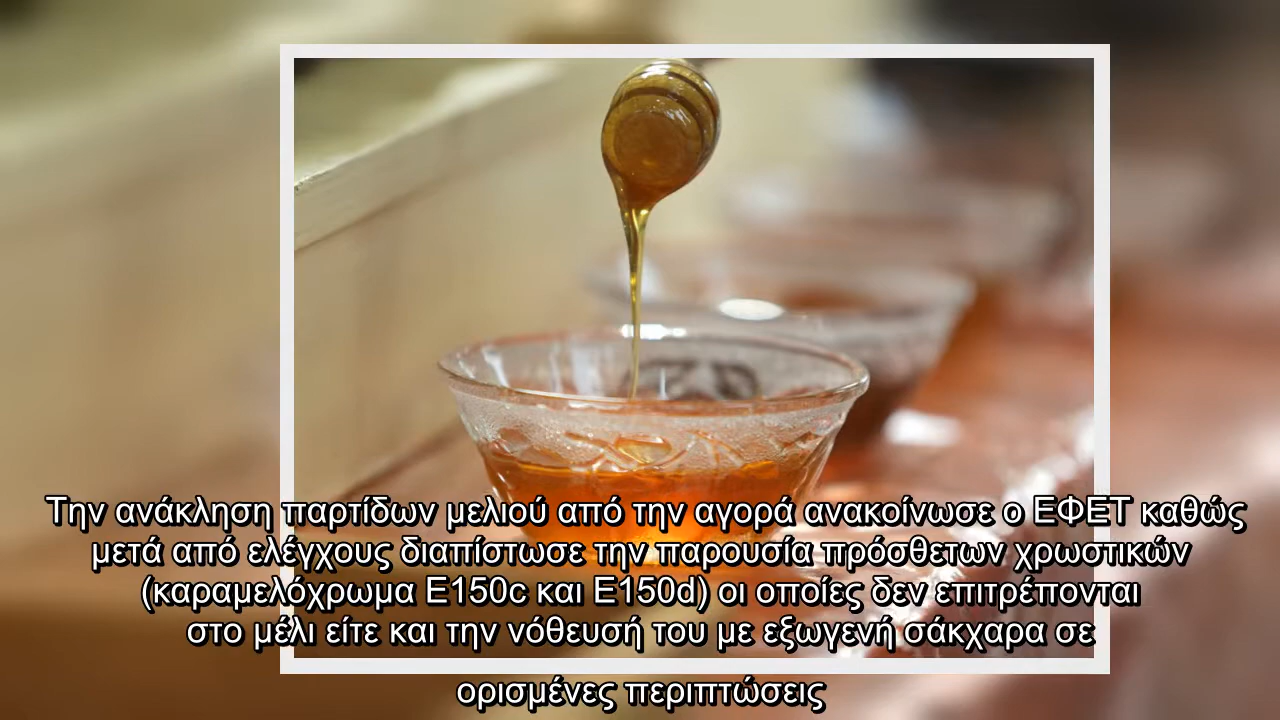 Την ανάκληση παρτίδων μελιού από την αγορά ανακοίνωσε ο ΕΦΕΤ καθώς
μετά από ελέγχους διαπίστωσε την παρουσία πρόσθετων χρωστικών
(καραμελόχρωμα E150c και E150d) οι οποίες δεν επιτρέπονται
στο μέλι είτε και την νόθευσή του με εξωγενή σάκχαρα σε
ορισμένες περιπτώσεις